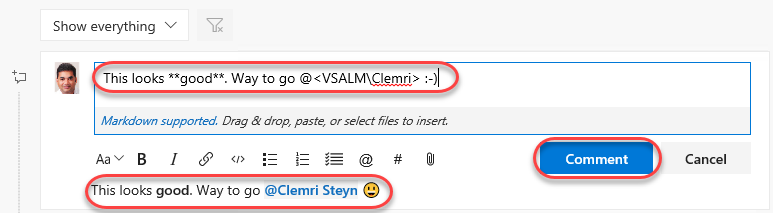 Show everything
This looks **good**. Way to go @<VSALM\Clemri> :-)
Markdown supported. Drag & drop, paste, or select files to insert.
Aa B I </> @ # Comment Cancel
This looks good. Way to go @Clemri Steyn 🙂